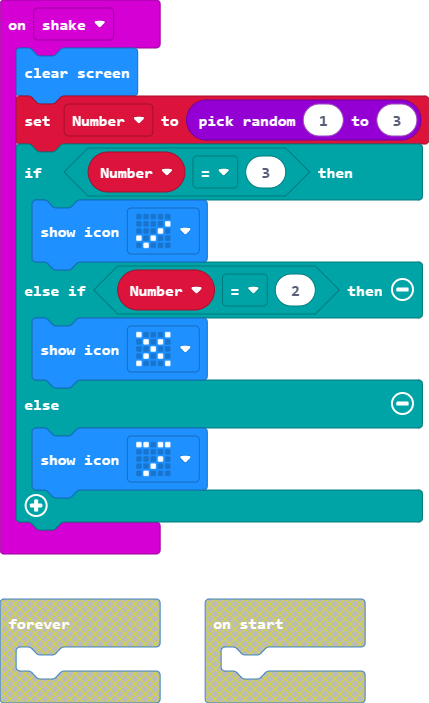 on shake
clear screen
set Number to pick random 1 to 3
if Number = 3 then
show icon
else if Number = 2 then
show icon
else
show icon
forever
on start